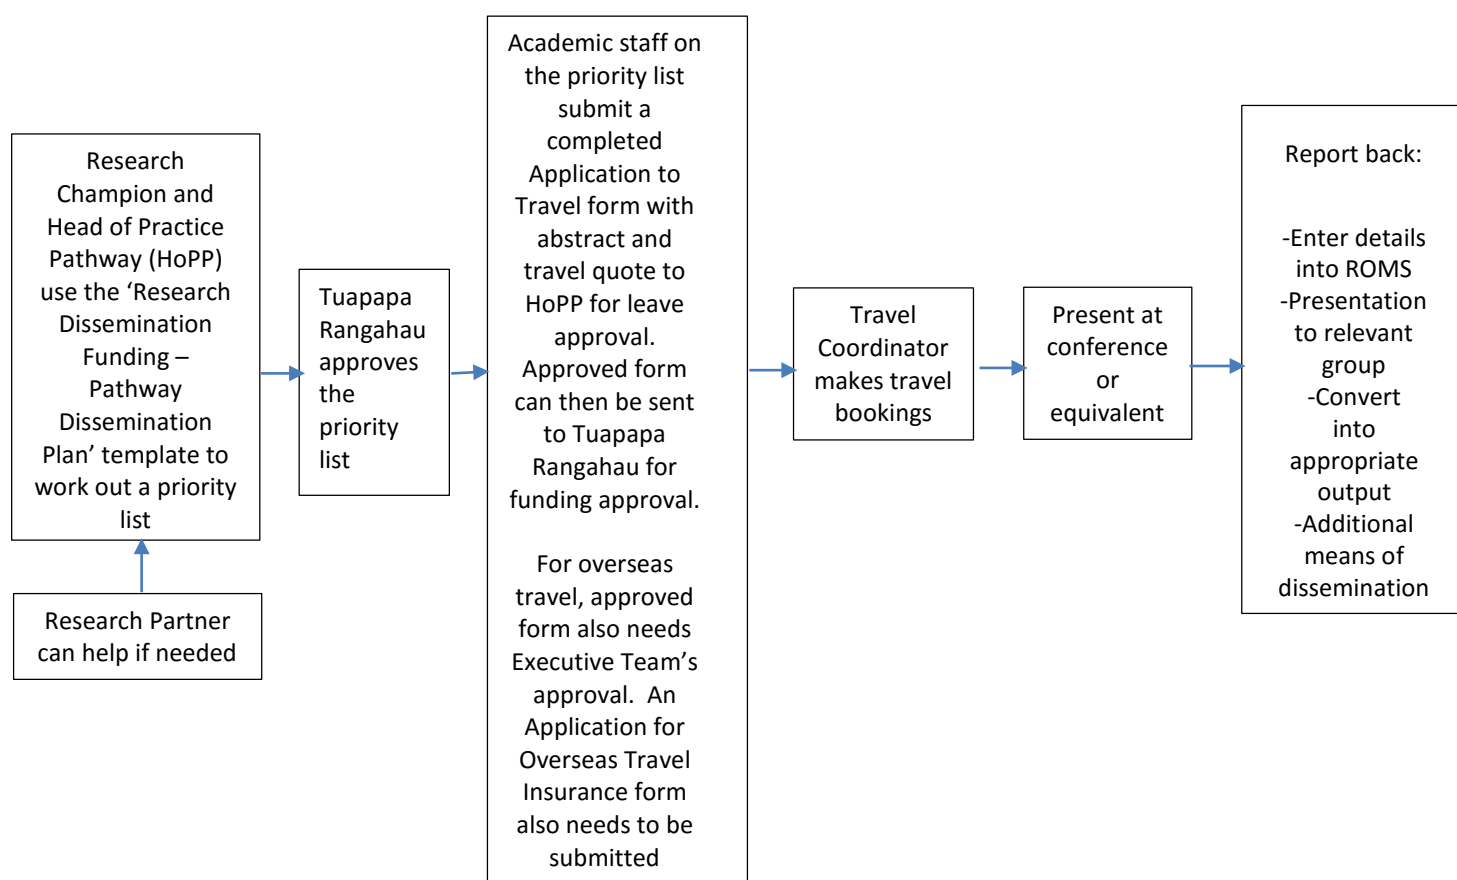 Research
Champion and
Head of Practice
Pathway (HoPP)
use the ‘Research
Dissemination
Funding –
Pathway
Dissemination
Plan’ template to
work out a priority
list
Research Partner
can help if needed
Tuapapa
Rangahau
approves
the
priority
list
Academic staff on
the priority list
submit a
completed
Application to
Travel form with
abstract and
travel quote to
HoPP for leave
approval.
Approved form
can then be sent
to Tuapapa
Rangahau for
funding approval.
For overseas
travel, approved
form also needs
Executive Team’s
approval.  An
Application for
Overseas Travel
Insurance form
also needs to be
submitted
Travel
Coordinator
makes travel
bookings
Present at
conference
or
equivalent
Report back:
-Enter details
into ROMS
-Presentation
to relevant
group
-Convert
into
appropriate
output
-Additional
means of
dissemination